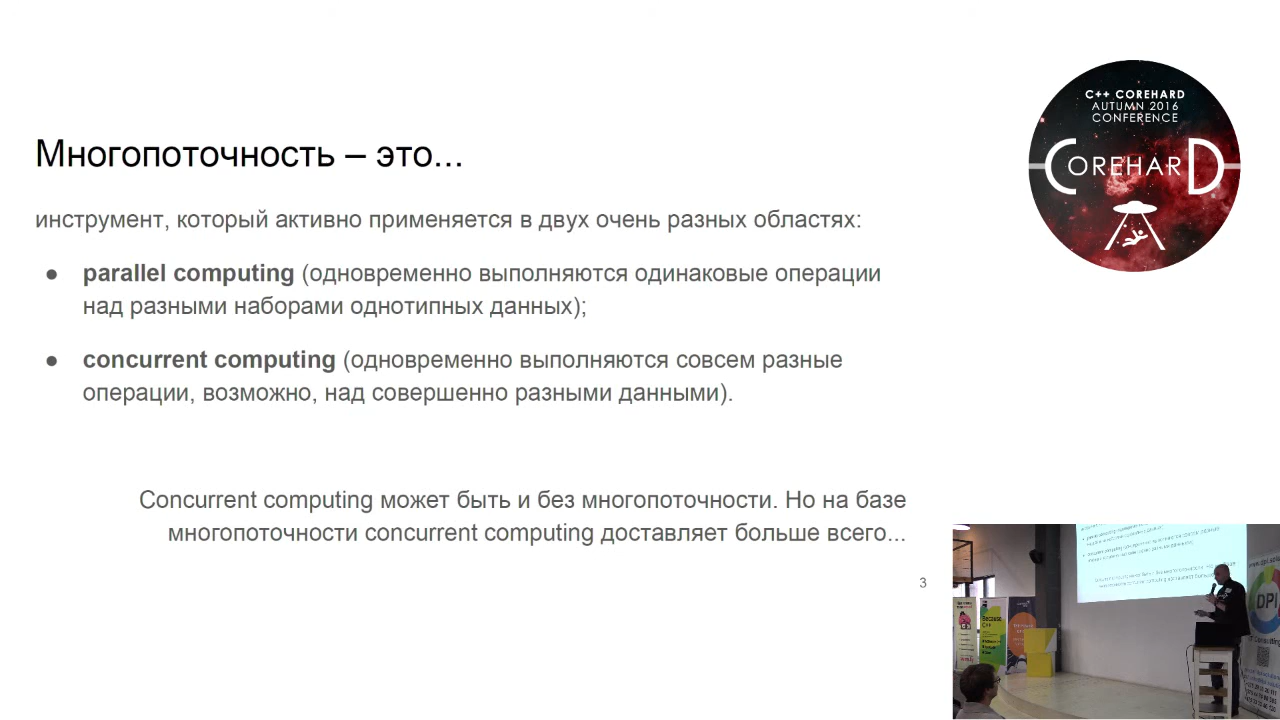 Многопоточность – это...
инструмент, который активно применяется в двух очень разных областях:
● parallel computing (одновременно выполняются одинаковые операции
над разными наборами однотипных данных);
● concurrent computing (одновременно выполняются совсем разные
операции, возможно, над совершенно разными данными).
Concurrent computing может быть и без многопоточности. Но на базе
многопоточности concurrent computing доставляет больше всего...
3
C++ COREHARD
AUTUMN 2016
CONFERENCE
COREHARD
Because
C++
DPI